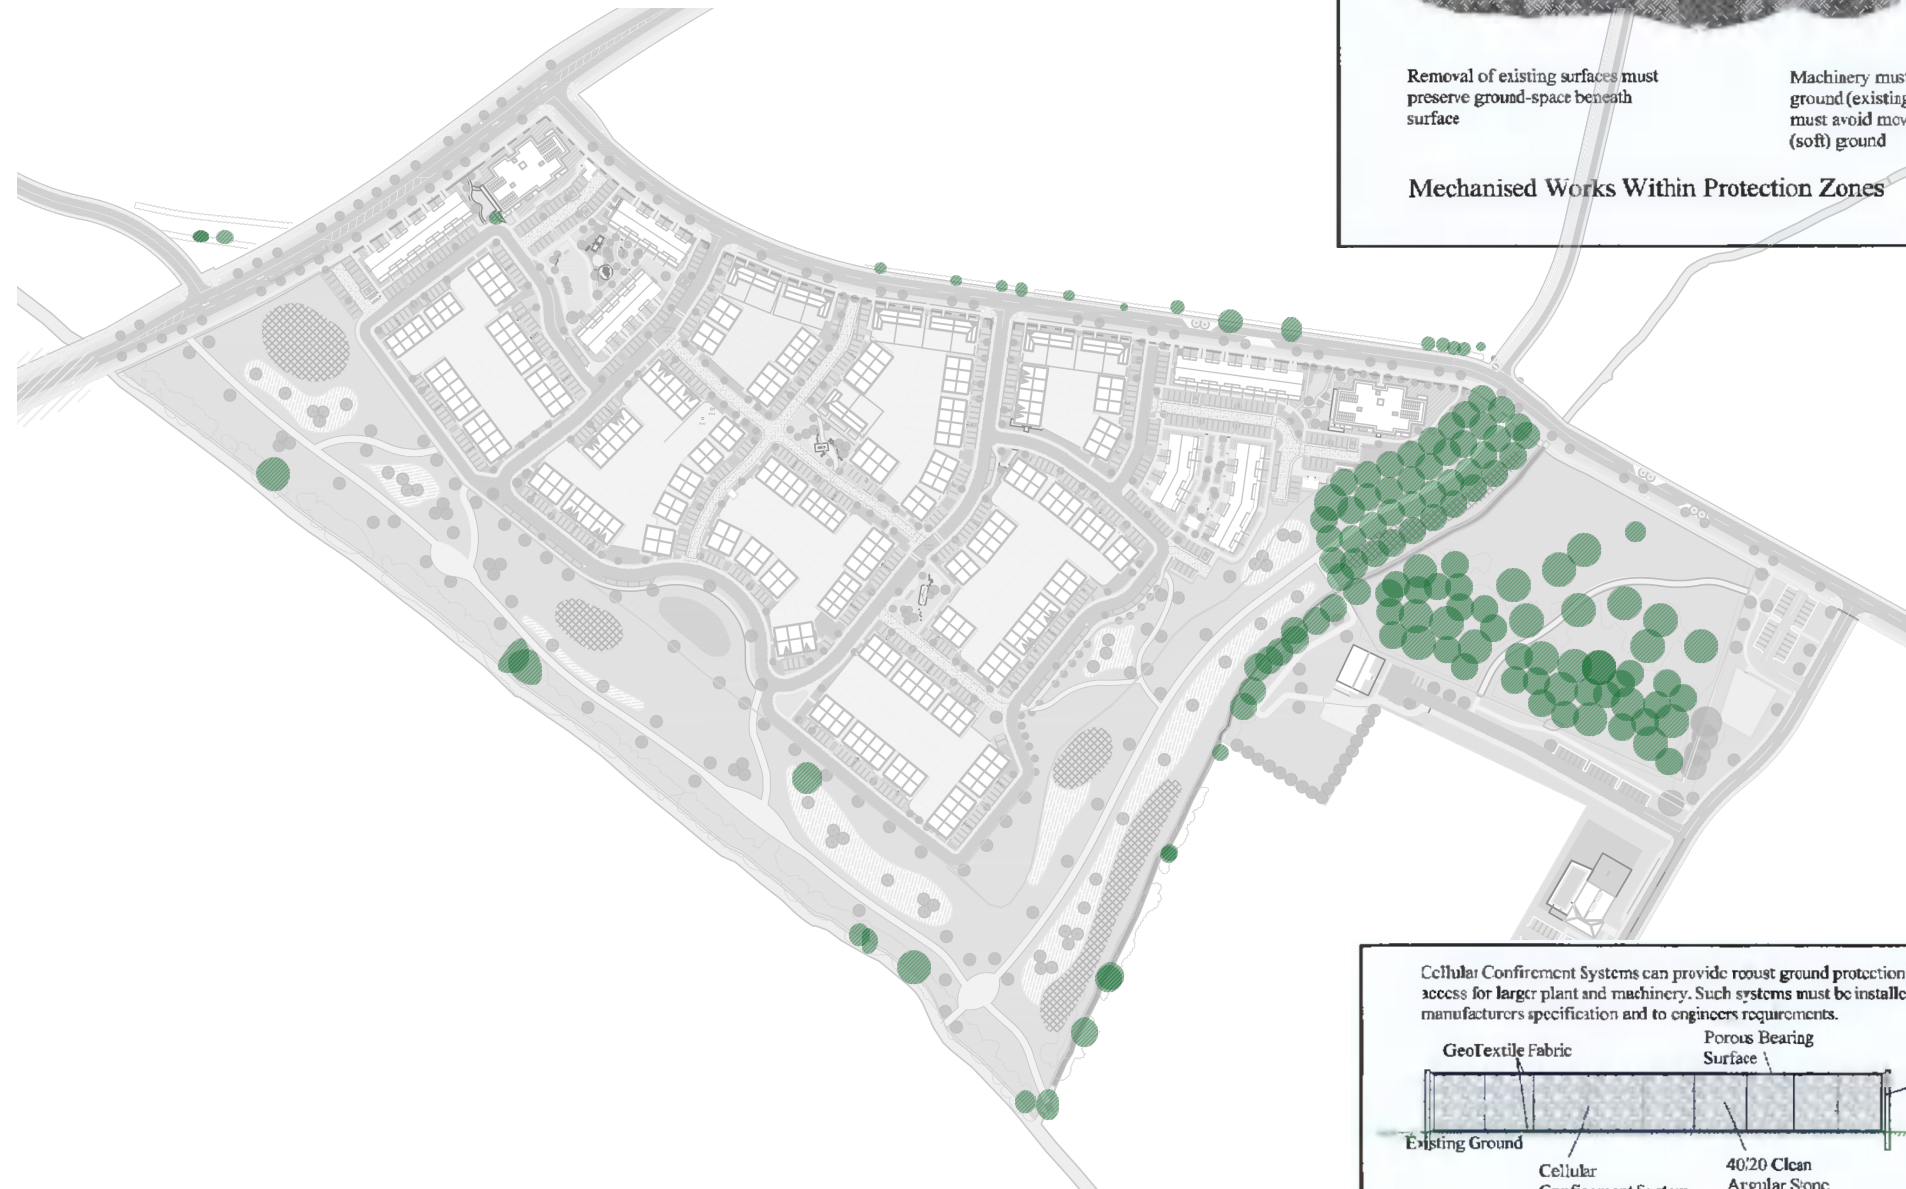 Removal of existing surfaces must
preserve ground-space beneath
surface
Machinery must
ground (existing
must avoid mov
(soft) ground
Mechanised Works Within Protection Zones
Cellular Confirement Systems can provide robust ground protection
access for larger plant and machinery. Such systems must be installe
manufacturers specification and to engineers requirements.
GeoTextile Fabric
Porous Bearing
Surface
Existing Ground
Cellular
40/20 Clean
Angular Stone